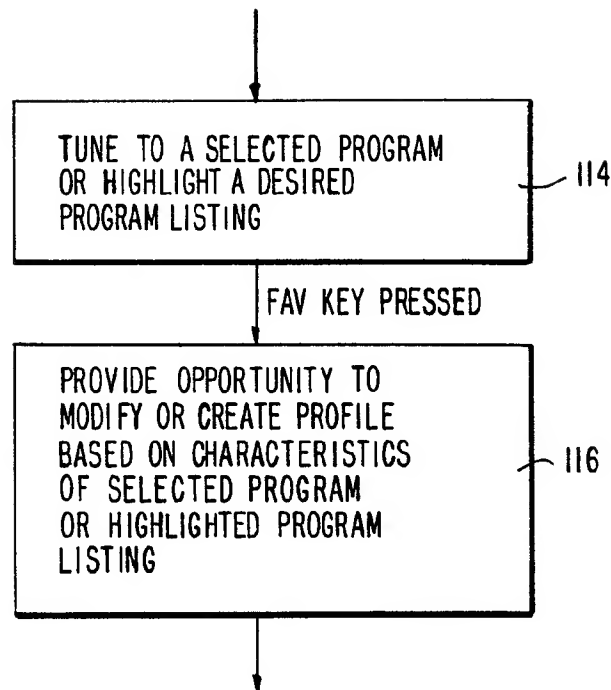 TUNE TO A SELECTED PROGRAM
OR HIGHLIGHT A DESIRED
PROGRAM LISTING
114
FAV KEY PRESSED
PROVIDE OPPORTUNITY TO
MODIFY OR CREATE PROFILE
BASED ON CHARACTERISTICS
OF SELECTED PROGRAM
OR HIGHLIGHTED PROGRAM
LISTING
116